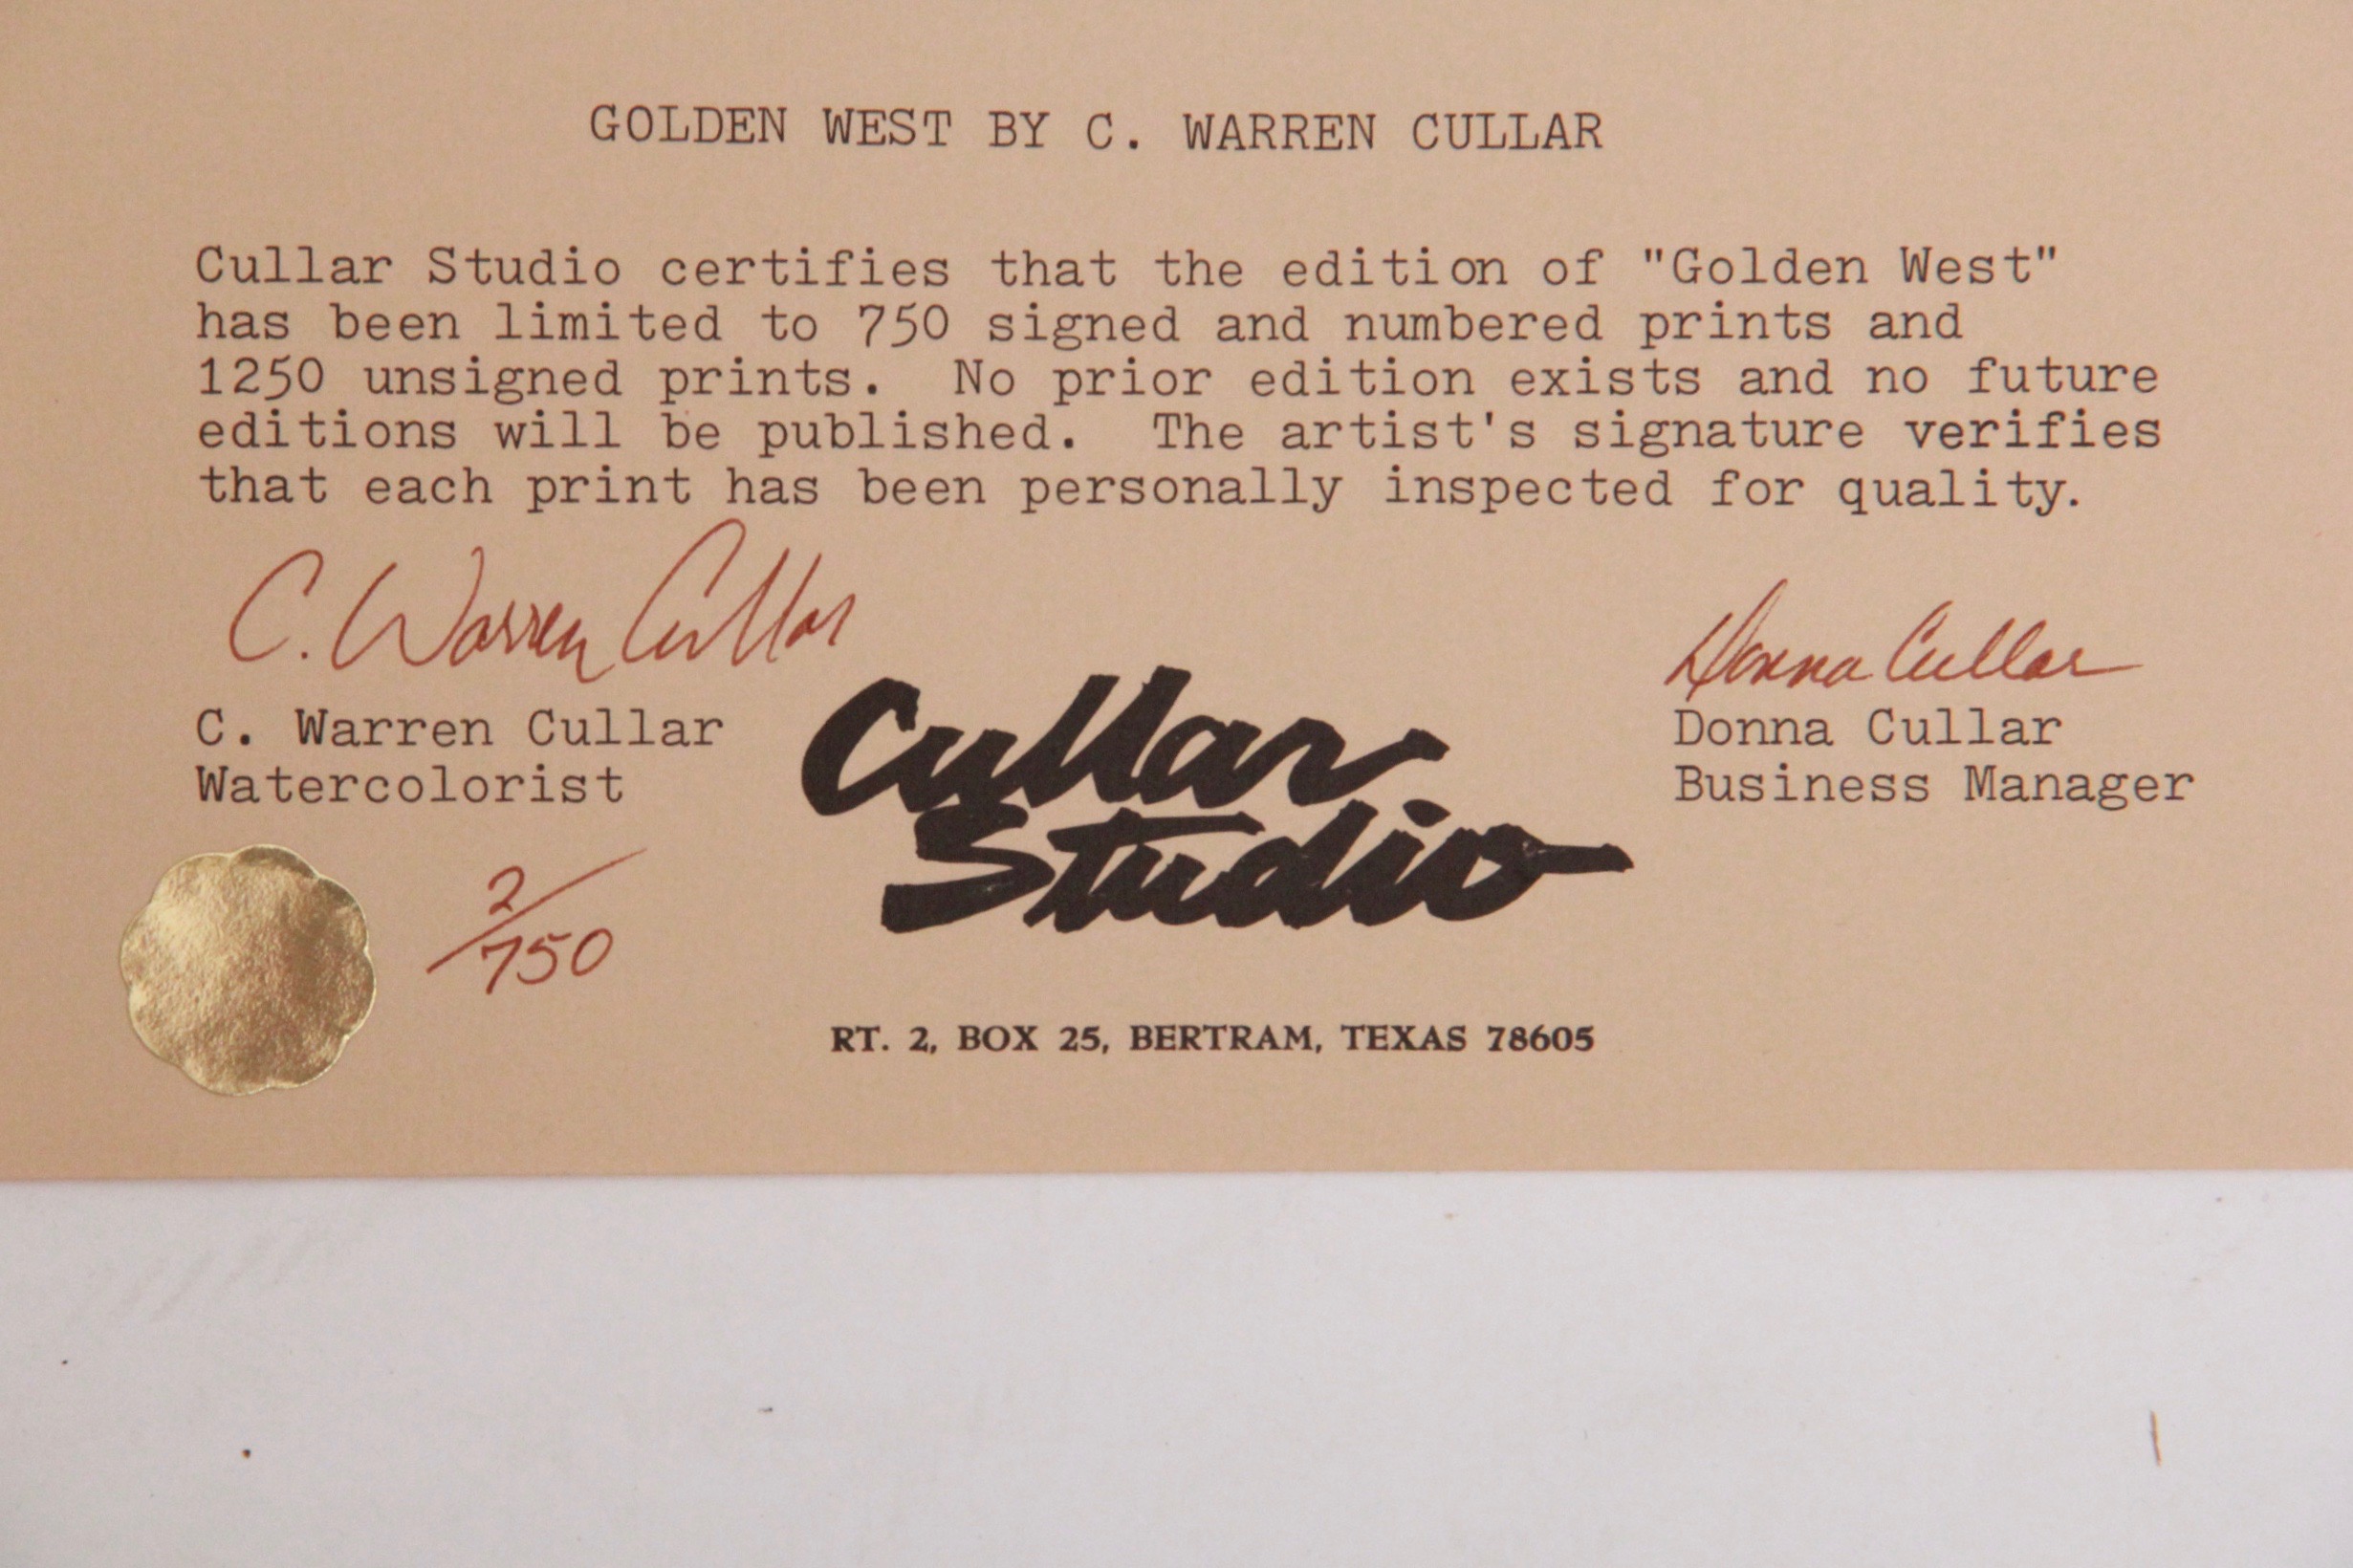 GOLDEN WEST BY C. WARREN CULLAR
Cullar Studio certifies that the edition of "Golden West"
has been limited to 750 signed and numbered prints and
1250 unsigned prints.  No prior edition exists and no future
editions will be published.  The artist's signature verifies
that each print has been personally inspected for quality.
C. Warren Cullar
Donna Cullar
C. Warren Cullar
Watercolorist
Donna Cullar
Business Manager
Cullar
Studio
2/750
RT. 2, BOX 25, BERTRAM, TEXAS 78605